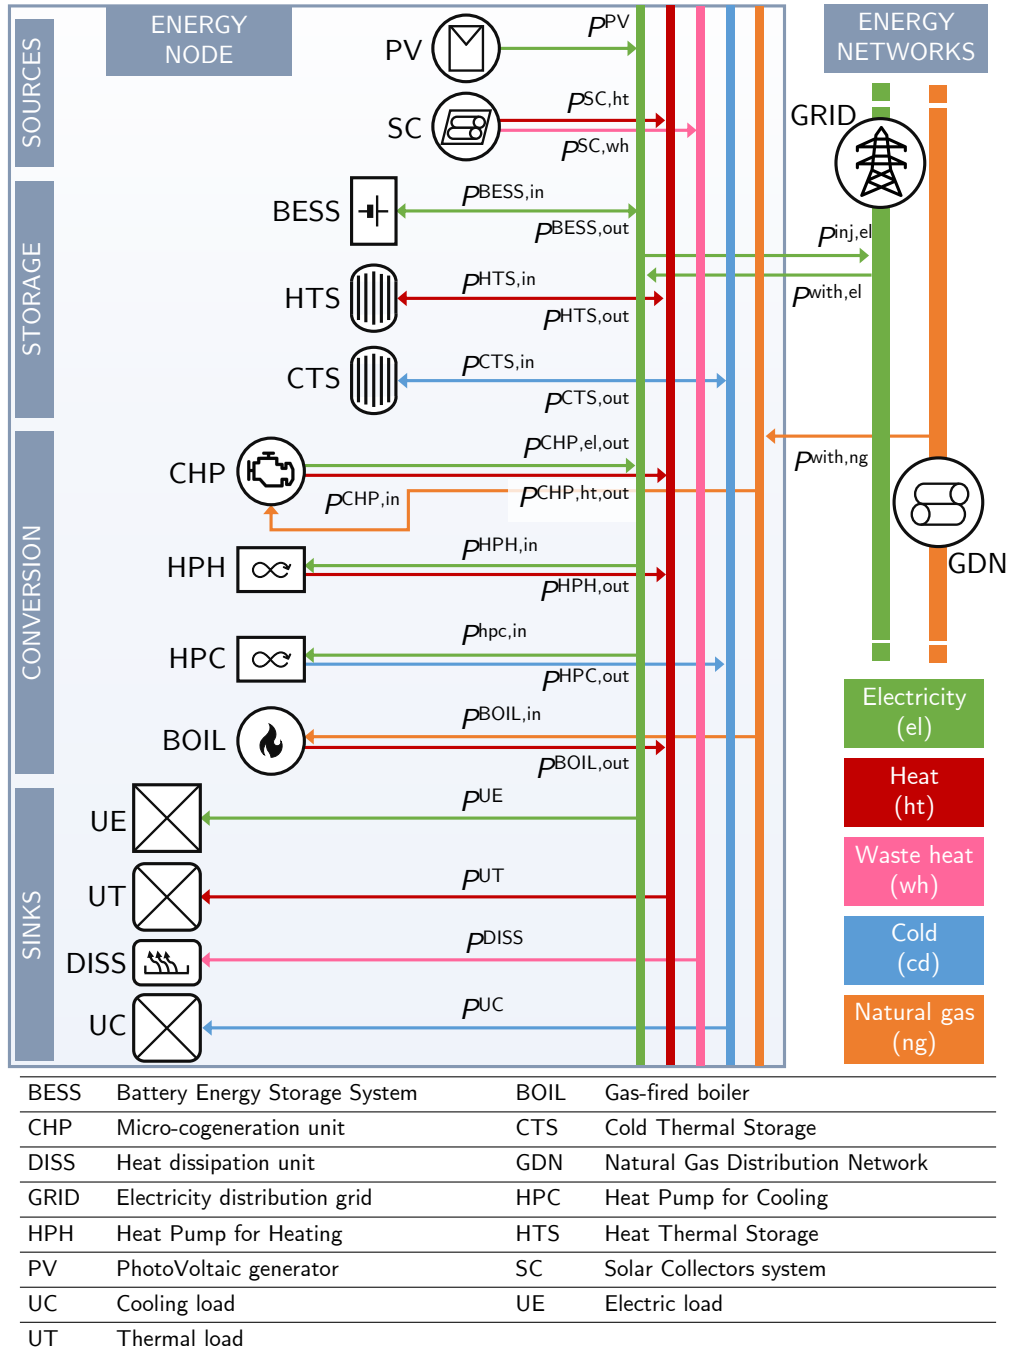 ENERGY
NODE
ENERGY
NETWORKS
SOURCES
PV
P^PV
SC
P^SC,ht
P^SC,wh
GRID
STORAGE
BESS
P^BESS,in
P^BESS,out
P^inj,el
P^with,el
HTS
P^HTS,in
P^HTS,out
CTS
P^CTS,in
P^CTS,out
CONVERSION
CHP
P^CHP,el,out
P^CHP,in
P^CHP,ht,out
P^with,ng
GDN
HPH
P^HPH,in
P^HPH,out
HPC
P^hpc,in
P^HPC,out
BOIL
P^BOIL,in
P^BOIL,out
SINKS
UE
P^UE
UT
P^UT
DISS
P^DISS
UC
P^UC
Electricity
(el)
Heat
(ht)
Waste heat
(wh)
Cold
(cd)
Natural gas
(ng)
BESS Battery Energy Storage System BOIL Gas-fired boiler
CHP Micro-cogeneration unit CTS Cold Thermal Storage
DISS Heat dissipation unit GDN Natural Gas Distribution Network
GRID Electricity distribution grid HPC Heat Pump for Cooling
HPH Heat Pump for Heating HTS Heat Thermal Storage
PV PhotoVoltaic generator SC Solar Collectors system
UC Cooling load UE Electric load
UT Thermal load